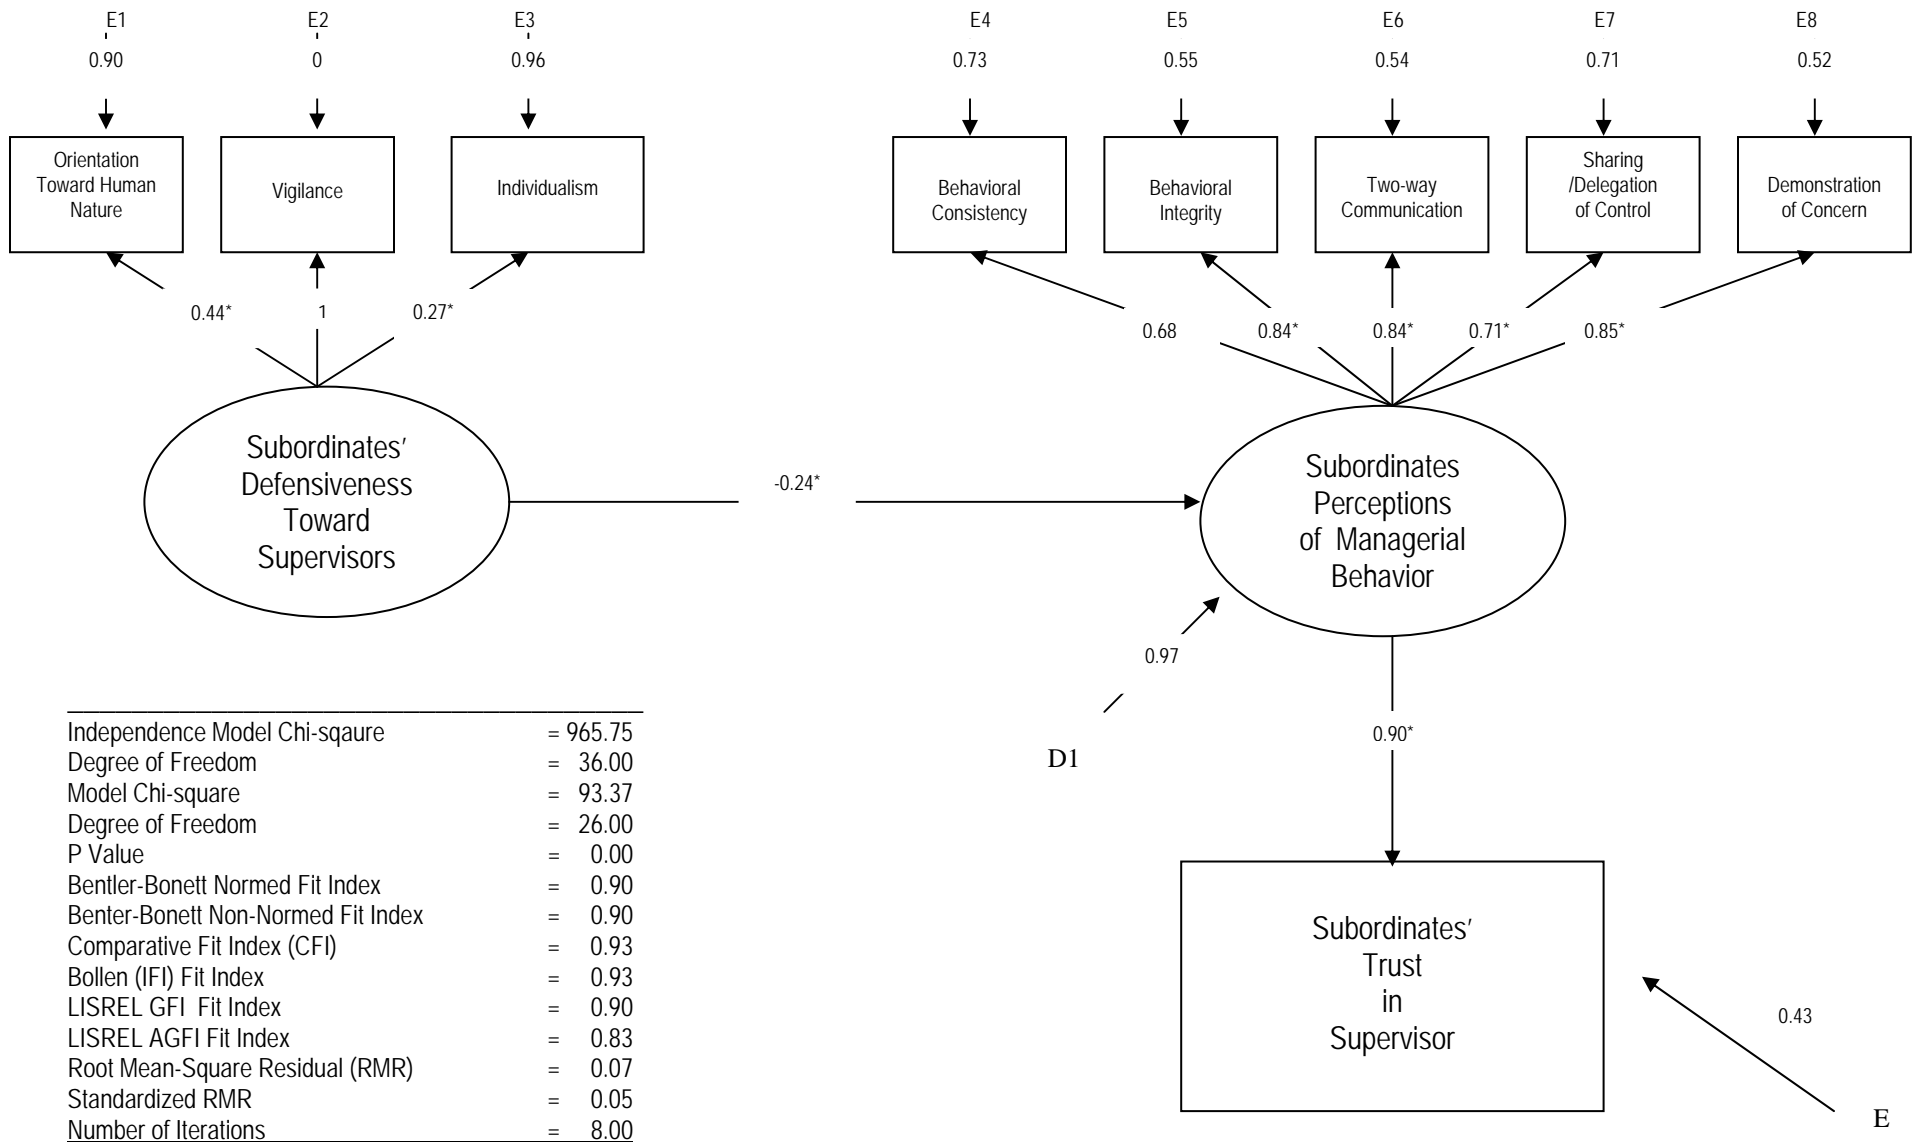 E1 E2 E3 E4 E5 E6 E7 E8
0.90 0 0.96 0.73 0.55 0.54 0.71 0.52
Orientation
Toward Human
Nature
Vigilance
Individualism
Behavioral
Consistency
Behavioral
Integrity
Two-way
Communication
Sharing
/Delegation
of Control
Demonstration
of Concern
0.44* 1 0.27*
0.68 0.84* 0.84* 0.71* 0.85*
Subordinates'
Defensiveness
Toward
Supervisors
-0.24*
Subordinates
Perceptions
of Managerial
Behavior
0.97
D1
0.90*
Independence Model Chi-sqaure = 965.75
Degree of Freedom = 36.00
Model Chi-square = 93.37
Degree of Freedom = 26.00
P Value = 0.00
Bentler-Bonett Normed Fit Index = 0.90
Benter-Bonett Non-Normed Fit Index = 0.90
Comparative Fit Index (CFI) = 0.93
Bollen (IFI) Fit Index = 0.93
LISREL GFI Fit Index = 0.90
LISREL AGFI Fit Index = 0.83
Root Mean-Square Residual (RMR) = 0.07
Standardized RMR = 0.05
Number of Iterations = 8.00
Subordinates'
Trust
in
Supervisor
0.43
E